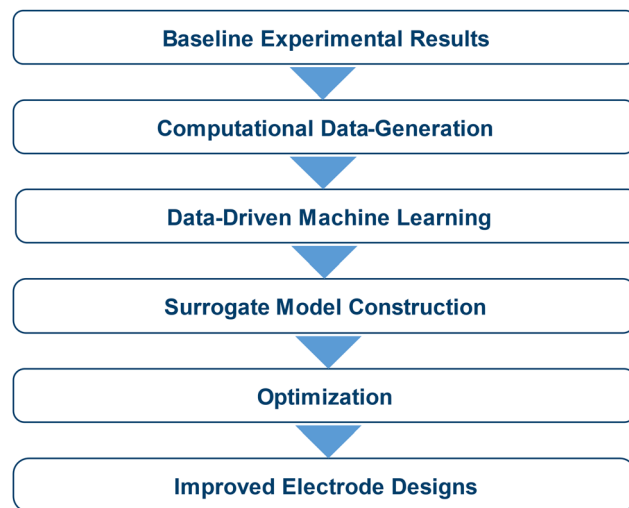 Baseline Experimental Results
Computational Data-Generation
Data-Driven Machine Learning
Surrogate Model Construction
Optimization
Improved Electrode Designs